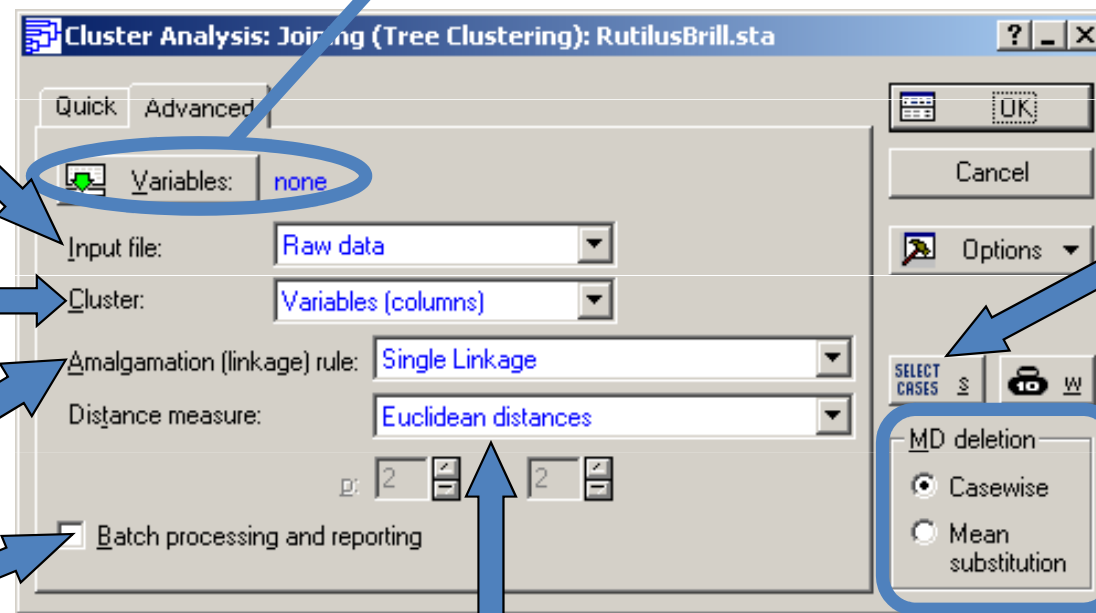 Cluster Analysis: Joining (Tree Clustering): RutilusBrill.sta
Quick Advanced
OK
Cancel
Variables: none
Input file: Raw data
Options
Cluster: Variables (columns)
Amalgamation (linkage) rule: Single Linkage
SELECT CASES S
10 W
Distance measure: Euclidean distances
p: 2 2
Batch processing and reporting
MD deletion
Casewise
Mean
substitution